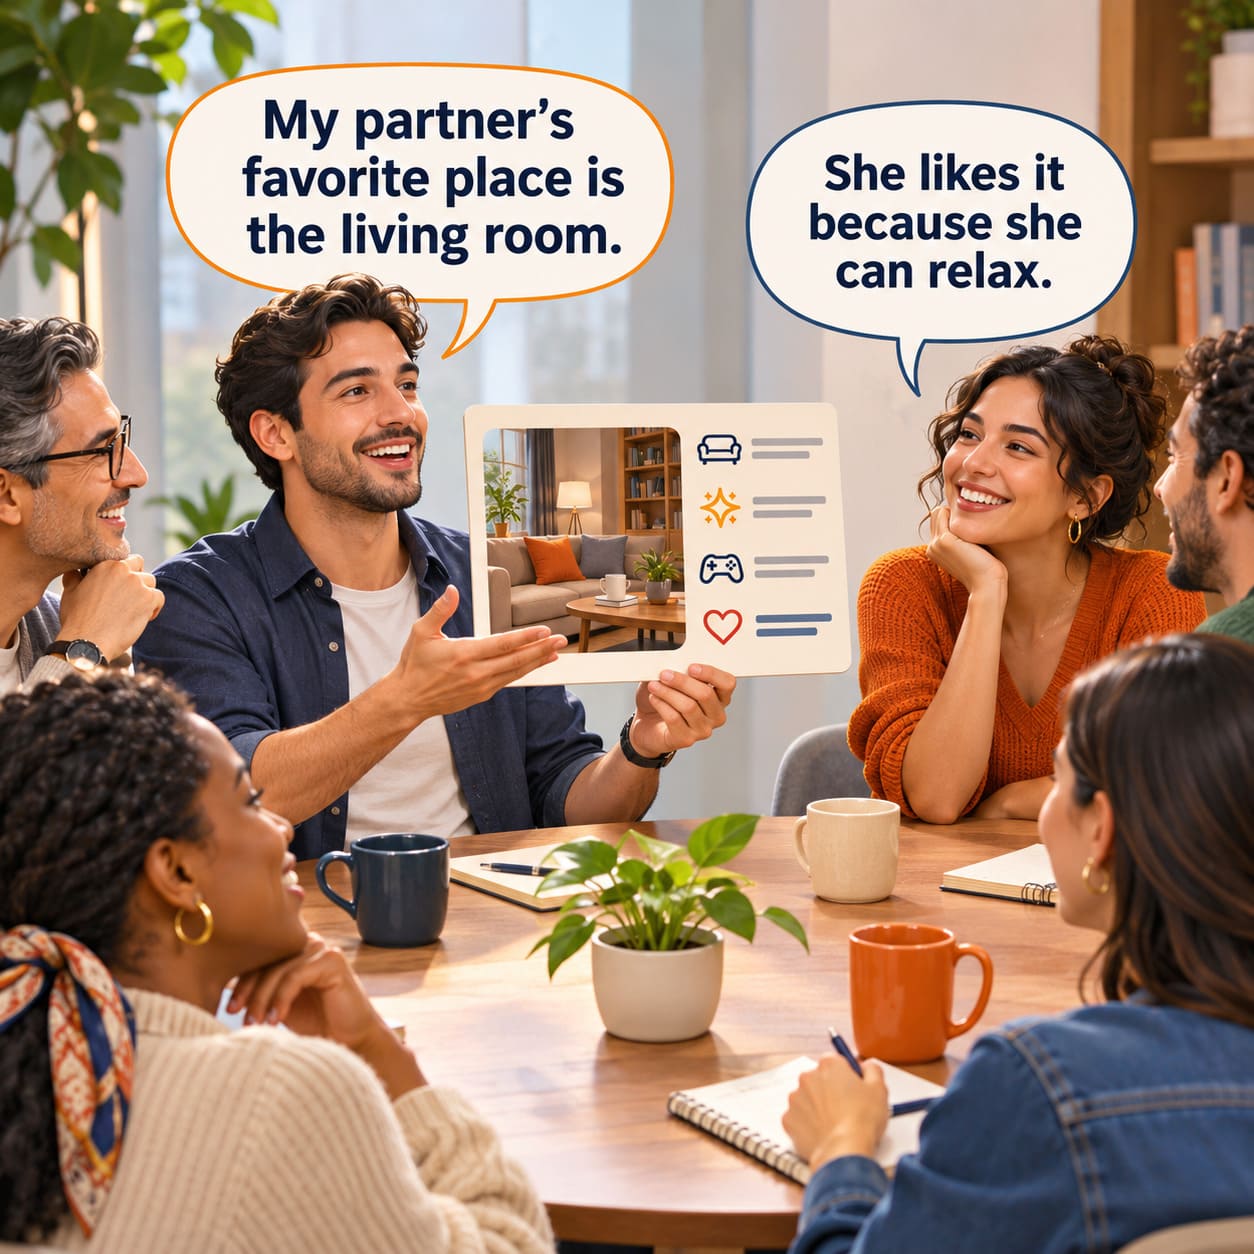 My partner’s
favorite place is
the living room.
She likes it
because she
can relax.